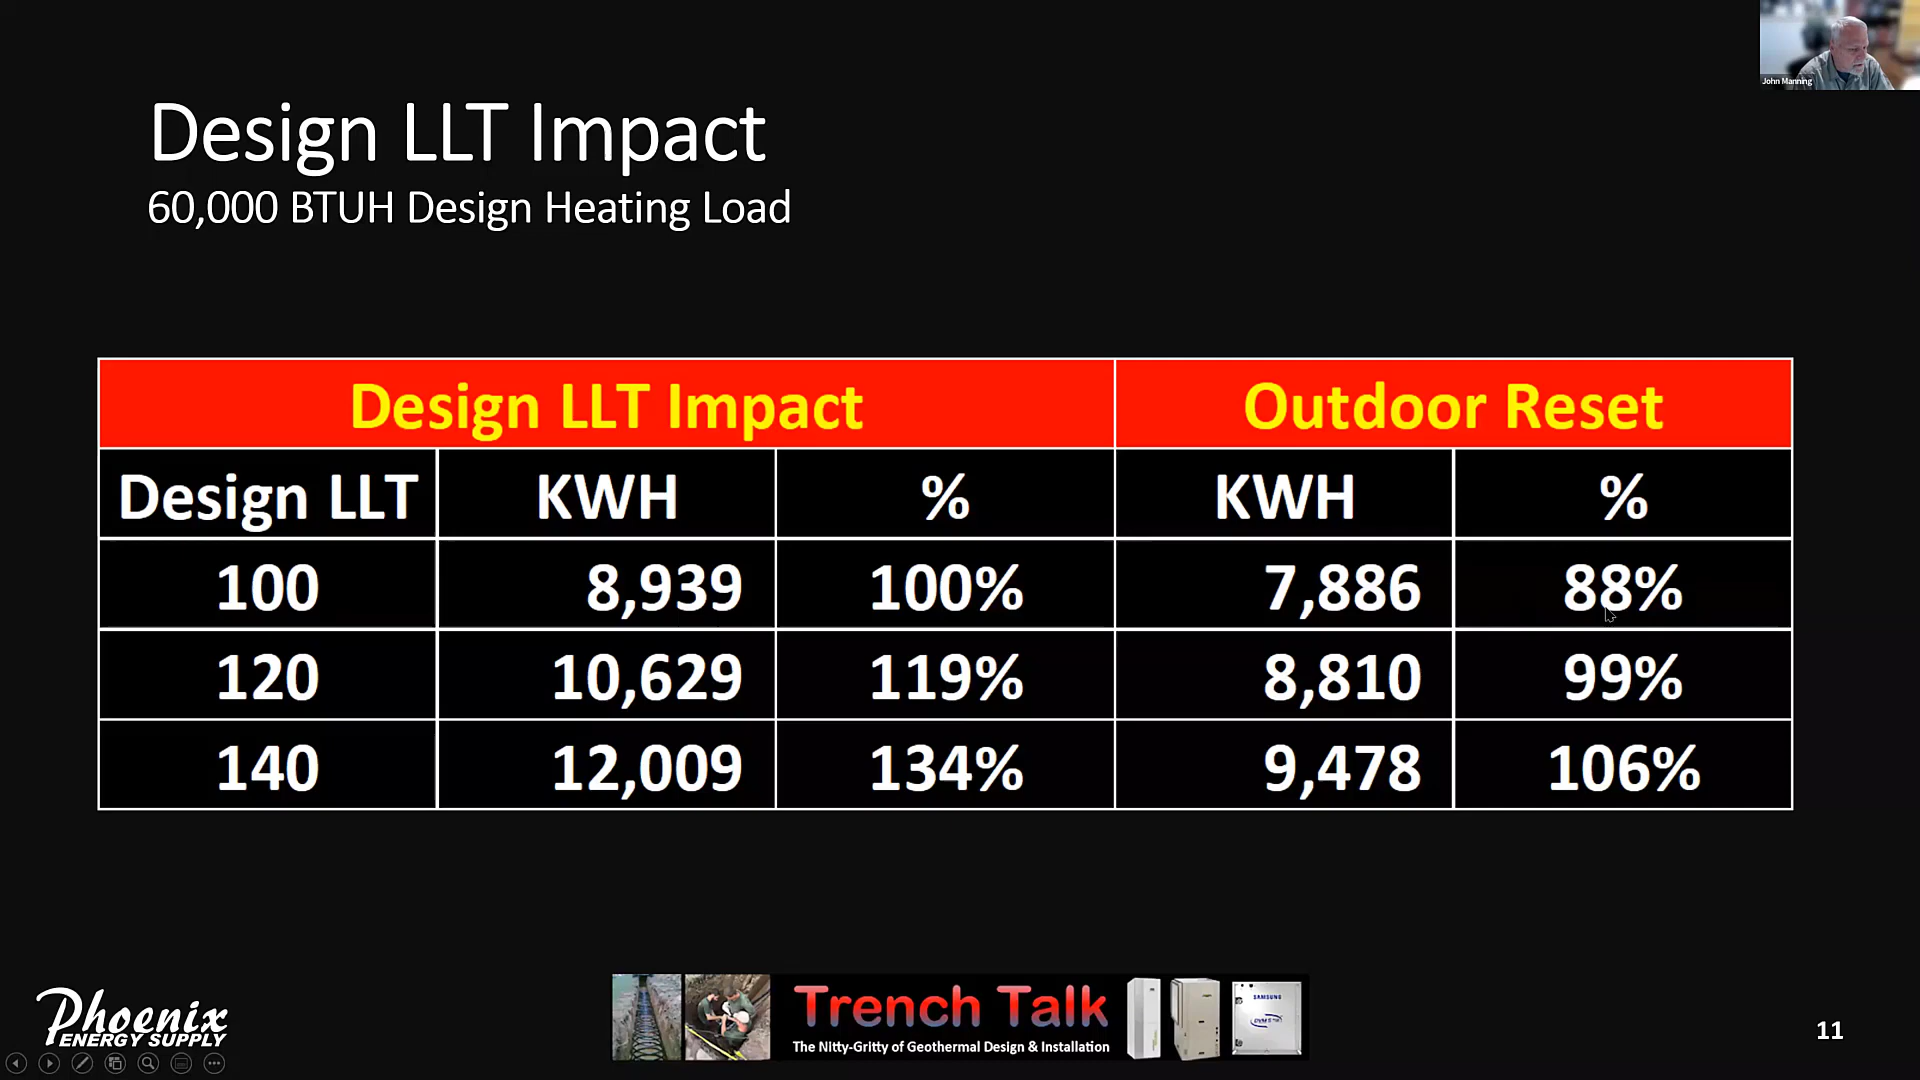 John Manning
Design LLT Impact
60,000 BTUH Design Heating Load
Design LLT Impact Outdoor Reset
Design LLT KWH % KWH %
100 8,939 100% 7,886 88%
120 10,629 119% 8,810 99%
140 12,009 134% 9,478 106%
Phoenix
ENERGY SUPPLY
Trench Talk
The Nitty-Gritty of Geothermal Design & Installation
SAMSUNG
11